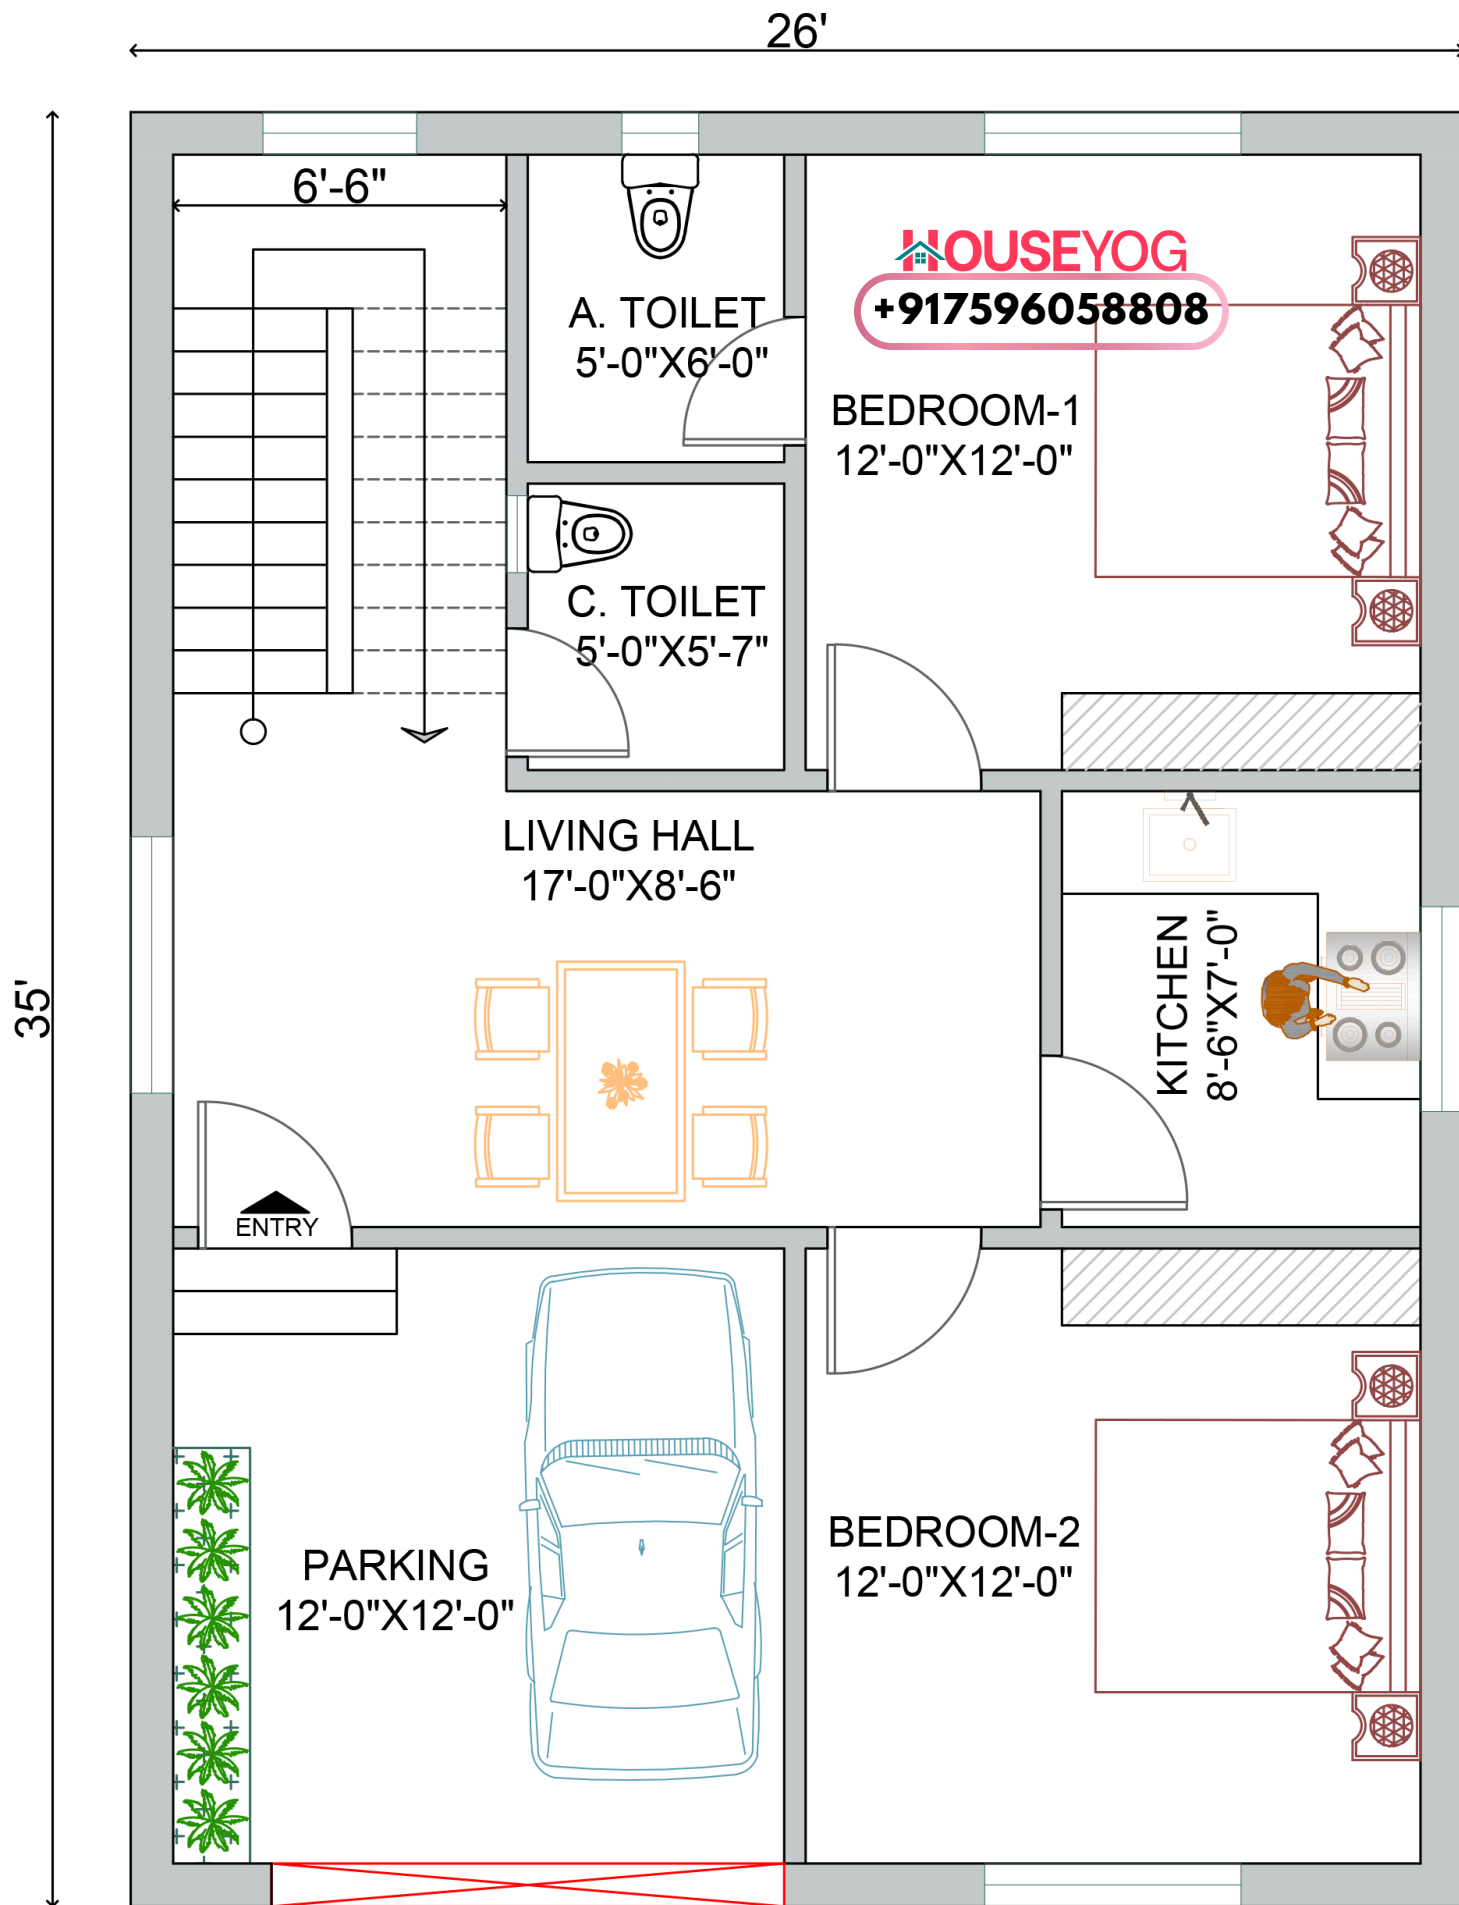 26'
6'-6"
HOUSEYOG
+917596058808
A. TOILET
5'-0"X6'-0"
BEDROOM-1
12'-0"X12'-0"
C. TOILET
5'-0"X5'-7"
LIVING HALL
17'-0"X8'-6"
35'
KITCHEN
8'-6"X7'-0"
ENTRY
BEDROOM-2
12'-0"X12'-0"
PARKING
12'-0"X12'-0"